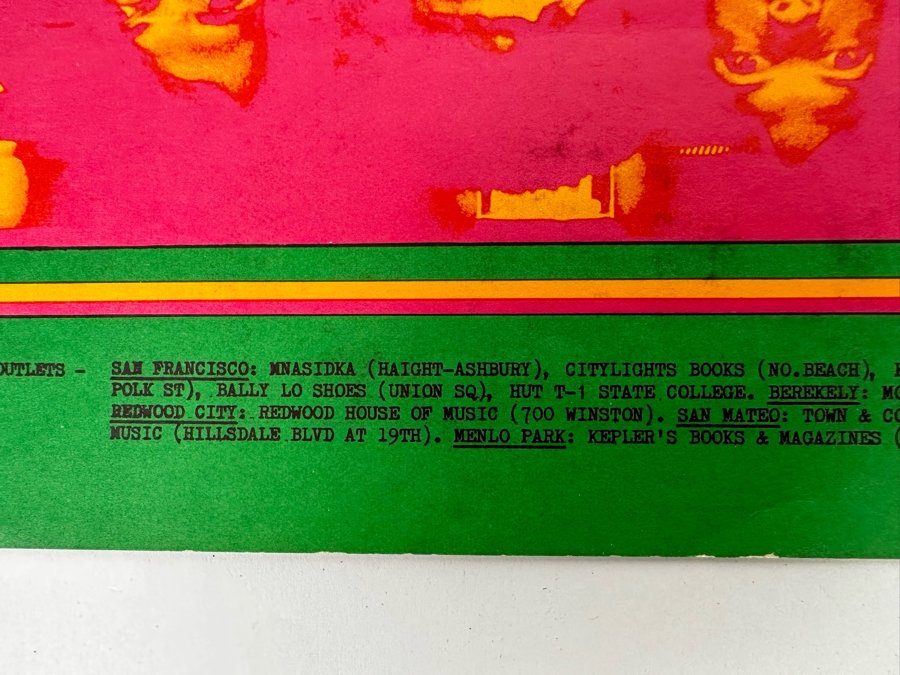 OUTLETS - SAN FRANCISCO: MNASIDKA (HAIGHT-ASHBURY), CITYLIGHTS BOOKS (NO.BEACH),
POLK ST), BALLY LO SHOES (UNION SQ), HUT T-1 STATE COLLEGE. BEREKELY: MO
REDWOOD CITY: REDWOOD HOUSE OF MUSIC (700 WINSTON). SAN MATEO: TOWN & CO
MUSIC (HILLSDALE BLVD AT 19TH). MENLO PARK: KEPLER'S BOOKS & MAGAZINES (